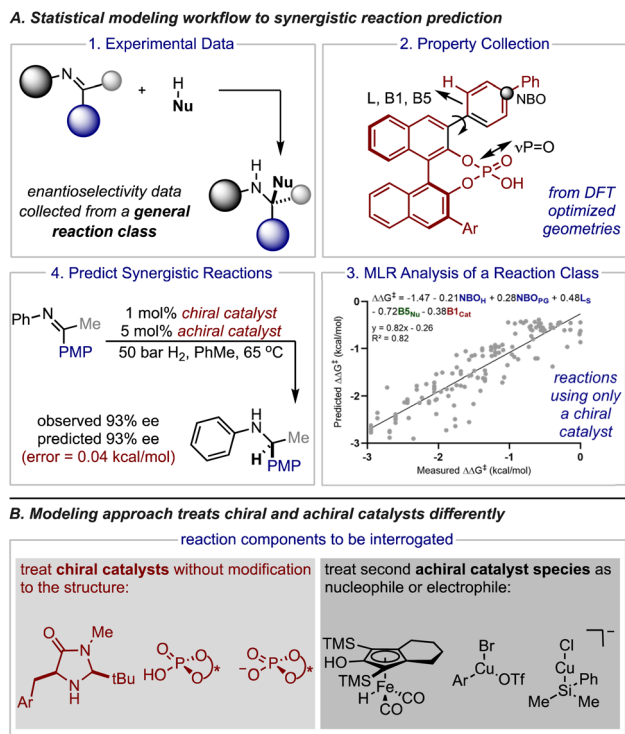 A. Statistical modeling workflow to synergistic reaction prediction
1. Experimental Data
N
+
H
Nu
H
N
Nu
enantioselectivity data
collected from a general
reaction class
2. Property Collection
H
Ph
NBO
L, B1, B5
νP=O
O
O
P
OH
O
Ar
from DFT
optimized
geometries
4. Predict Synergistic Reactions
Ph
N
Me
PMP
1 mol% chiral catalyst
5 mol% achiral catalyst
50 bar H2, PhMe, 65 °C
observed 93% ee
predicted 93% ee
(error = 0.04 kcal/mol)
H
N
Me
H
PMP
3. MLR Analysis of a Reaction Class
ΔΔG‡ = -1.47 - 0.21NBOH + 0.28NBOPG + 0.48LS
- 0.72B5Nu - 0.38B1Cat
y = 0.82x - 0.26
R² = 0.82
reactions
using only
a chiral
catalyst
Predicted ΔΔG‡ (kcal/mol)
0
-1
-2
-3
-3
-2
-1
0
Measured ΔΔG‡ (kcal/mol)
B. Modeling approach treats chiral and achiral catalysts differently
reaction components to be interrogated
treat chiral catalysts without modification
to the structure:
O
Me
N
tBu
N
H
Ar
O
O
P
HO
O
*
O
O
P
−O
O
*
treat second achiral catalyst species as
nucleophile or electrophile:
TMS
HO
TMS
Fe
H
CO
CO
Br
Cu
Ar
OTf
Cl
Cu
Ph
Si
Me
Me
−